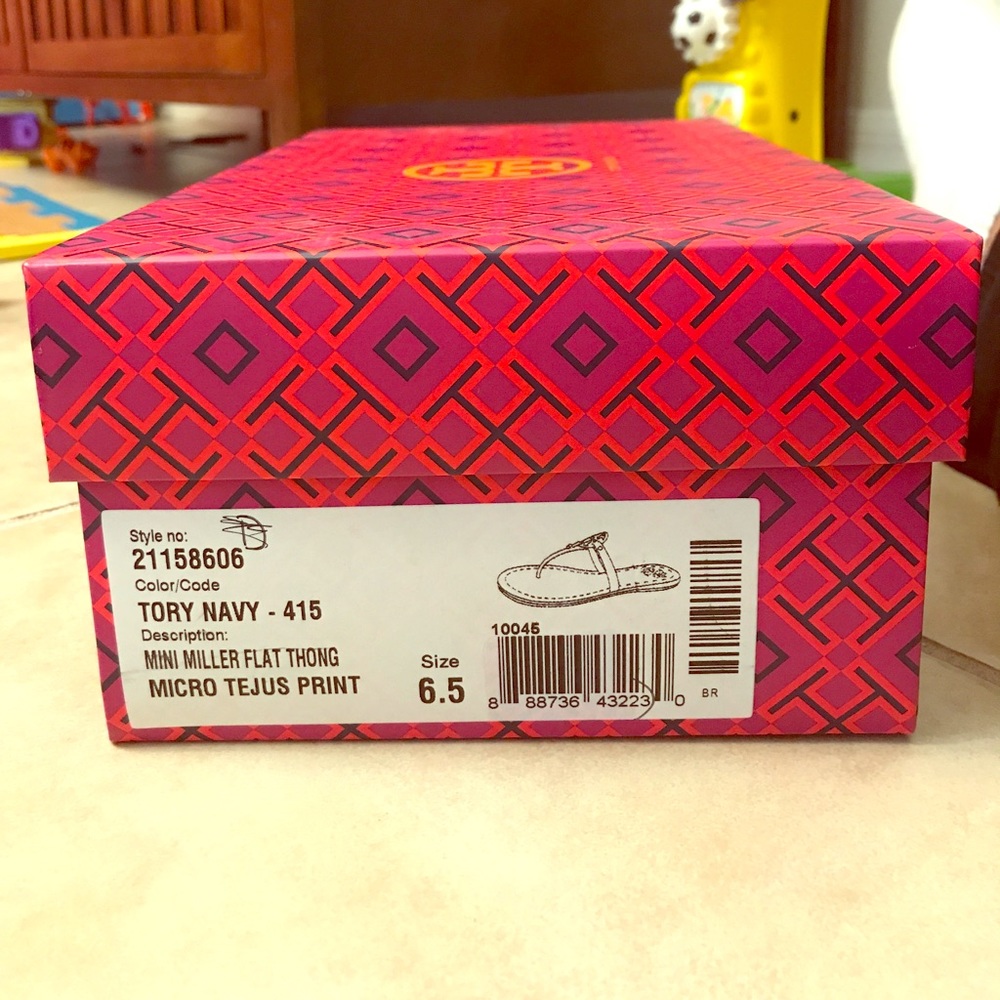 Style no:
21158606
Color/Code
TORY NAVY - 415
Description:
MINI MILLER FLAT THONG
MICRO TEJUS PRINT
Size
6.5
10045
8 88736 43223 0
BR